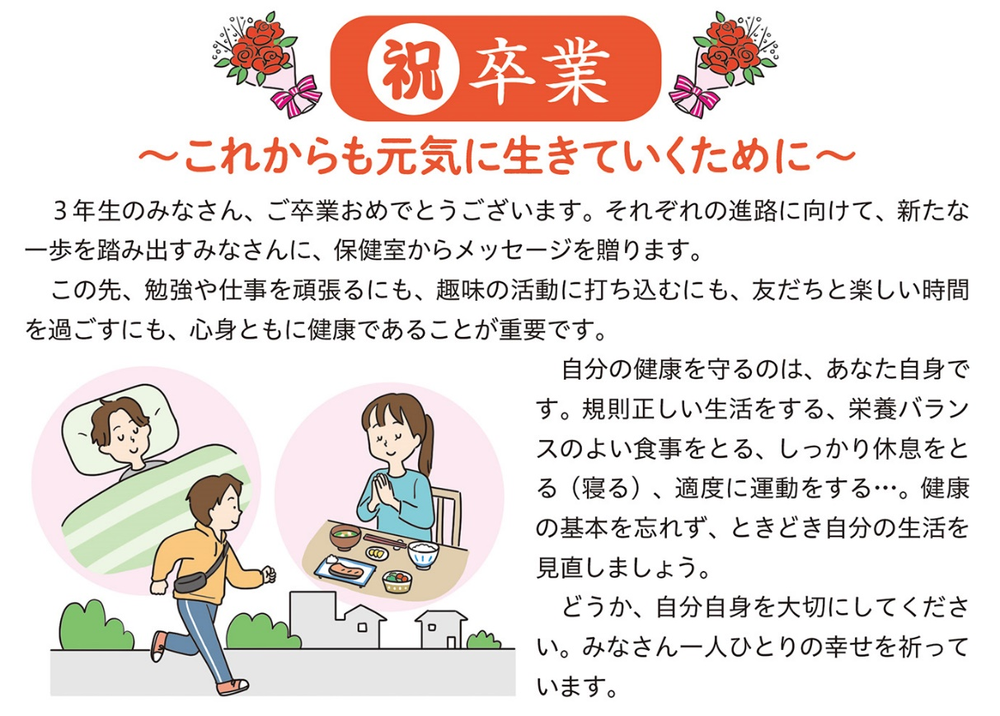 祝卒業
～これからも元気に生きていくために～
　３年生のみなさん、ご卒業おめでとうございます。それぞれの進路に向けて、新たな
一歩を踏み出すみなさんに、保健室からメッセージを贈ります。
　この先、勉強や仕事を頑張るにも、趣味の活動に打ち込むにも、友だちと楽しい時間
を過ごすにも、心身ともに健康であることが重要です。
　自分の健康を守るのは、あなた自身で
す。規則正しい生活をする、栄養バラン
スのよい食事をとる、しっかり休息をと
る（寝る）、適度に運動をする…。健康
の基本を忘れず、ときどき自分の生活を
見直しましょう。
　どうか、自分自身を大切にしてくださ
い。みなさん一人ひとりの幸せを祈って
います。